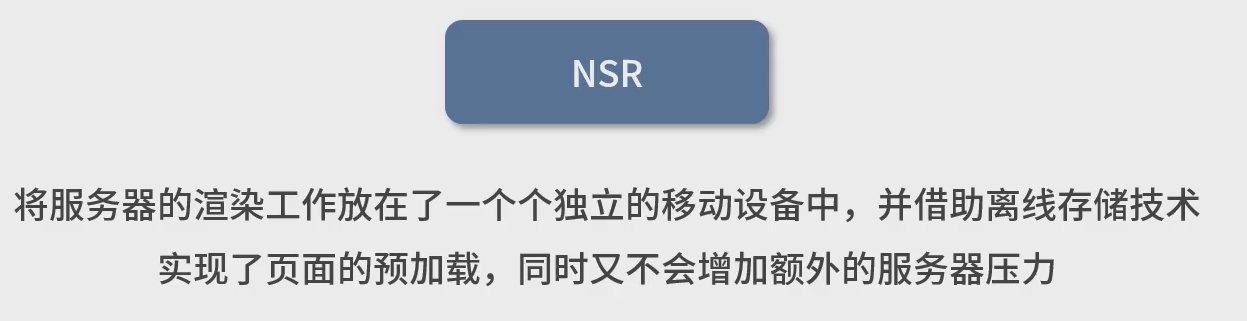 NSR
将服务器的渲染工作放在了一个个独立的移动设备中，并借助离线存储技术
实现了页面的预加载，同时又不会增加额外的服务器压力